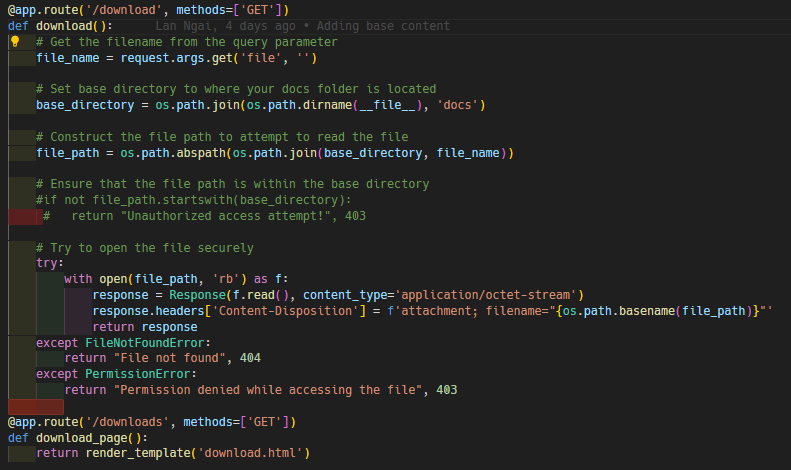 @app.route('/download', methods=['GET'])
def download():      Lan Ngai, 4 days ago • Adding base content
    # Get the filename from the query parameter
    file_name = request.args.get('file', '')

    # Set base directory to where your docs folder is located
    base_directory = os.path.join(os.path.dirname(__file__), 'docs')

    # Construct the file path to attempt to read the file
    file_path = os.path.abspath(os.path.join(base_directory, file_name))

    # Ensure that the file path is within the base directory
    #if not file_path.startswith(base_directory):
     #   return "Unauthorized access attempt!", 403

    # Try to open the file securely
    try:
        with open(file_path, 'rb') as f:
            response = Response(f.read(), content_type='application/octet-stream')
            response.headers['Content-Disposition'] = f'attachment; filename="{os.path.basename(file_path)}"'
            return response
    except FileNotFoundError:
        return "File not found", 404
    except PermissionError:
        return "Permission denied while accessing the file", 403

@app.route('/downloads', methods=['GET'])
def download_page():
    return render_template('download.html')